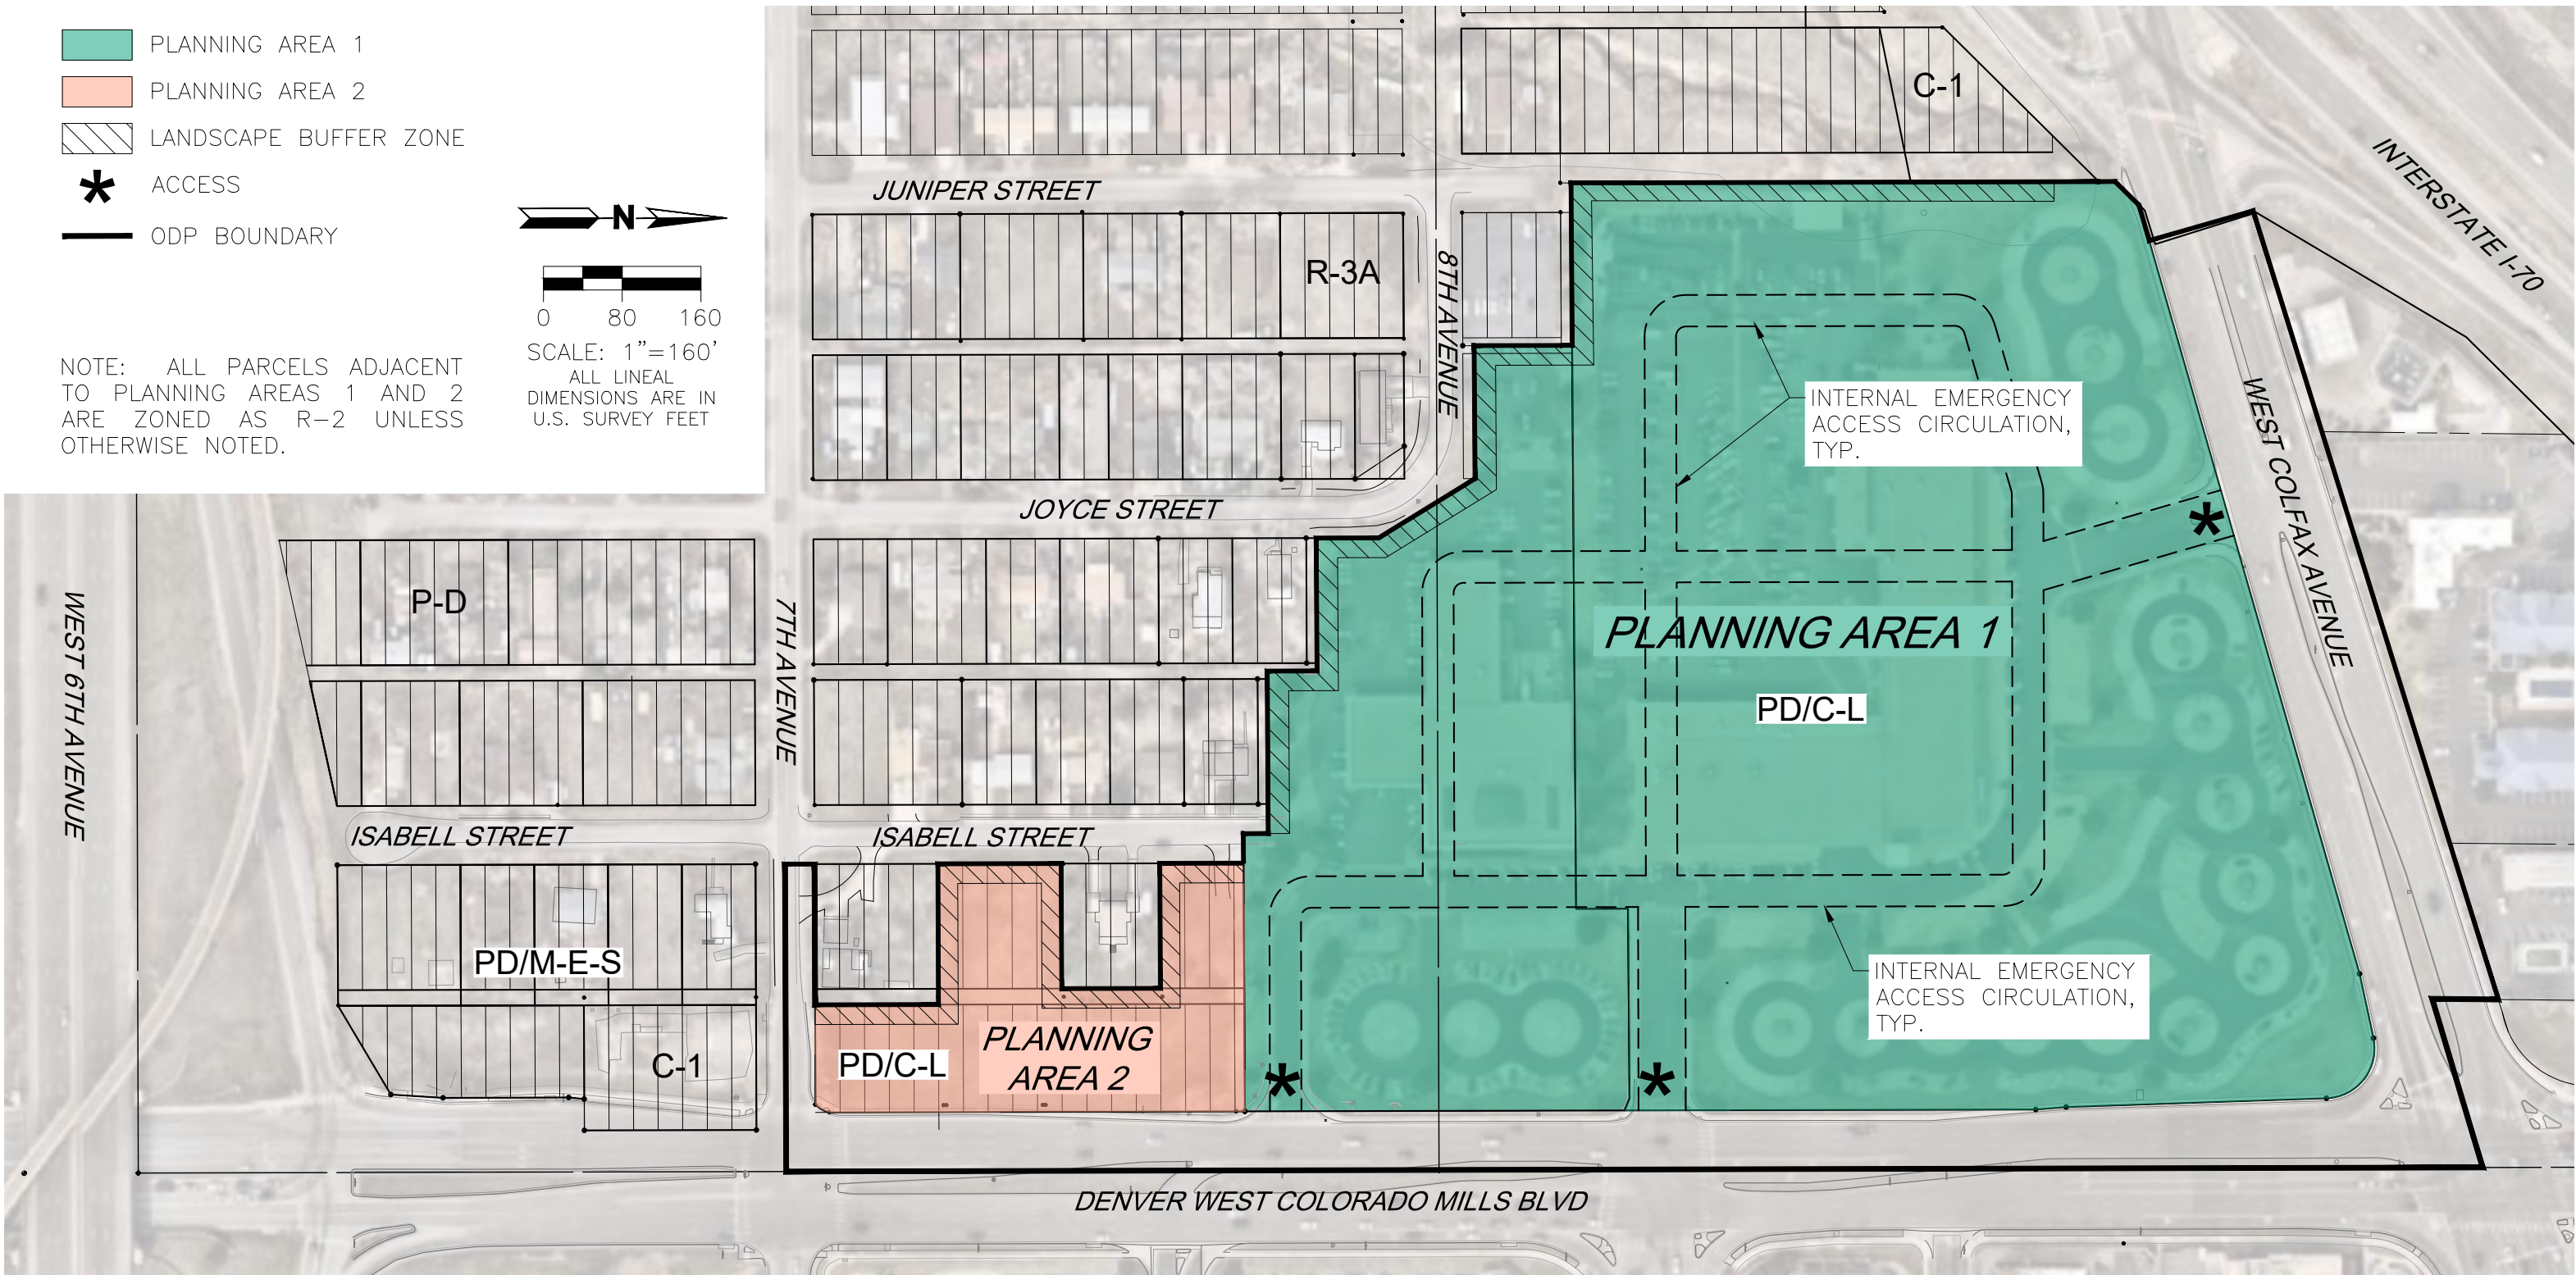 PLANNING AREA 1
PLANNING AREA 2
LANDSCAPE BUFFER ZONE
* ACCESS
ODP BOUNDARY
N
0 80 160
SCALE: 1"=160'
ALL LINEAL
DIMENSIONS ARE IN
U.S. SURVEY FEET
NOTE: ALL PARCELS ADJACENT
TO PLANNING AREAS 1 AND 2
ARE ZONED AS R-2 UNLESS
OTHERWISE NOTED.
C-1
INTERSTATE I-70
JUNIPER STREET
R-3A
8TH AVENUE
INTERNAL EMERGENCY
ACCESS CIRCULATION,
TYP.
WEST COLFAX AVENUE
JOYCE STREET
*
P-D
WEST 6TH AVENUE
7TH AVENUE
PLANNING AREA 1
PD/C-L
ISABELL STREET
ISABELL STREET
PD/M-E-S
INTERNAL EMERGENCY
ACCESS CIRCULATION,
TYP.
C-1
PD/C-L
PLANNING
AREA 2
*
*
DENVER WEST COLORADO MILLS BLVD